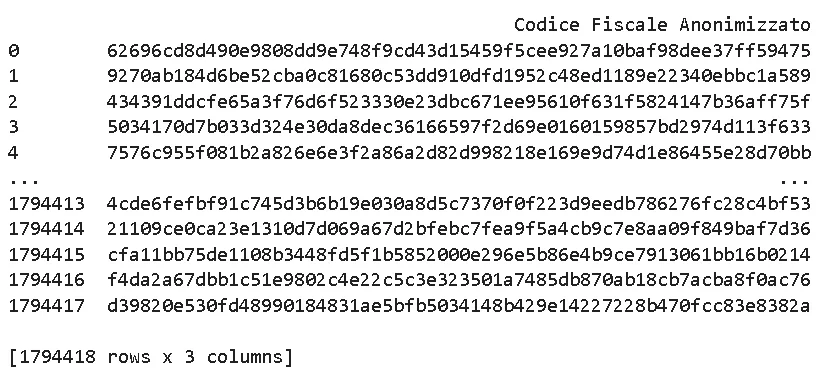 Codice Fiscale Anonimizzato
0 62696cd8d490e9808dd9e748f9cd43d15459f5cee927a10baf98dee37ff59475
1 9270ab184d6be52cba0c81680c53dd910dfd1952c48ed1189e22340ebbc1a589
2 434391ddcfe65a3f76d6f523330e23dbc671ee95610f631f5824147b36aff75f
3 5034170d7b033d324e30da8dec36166597f2d69e0160159857bd2974d113f633
4 7576c955f081b2a826e6e3f2a86a2d82d998218e169e9d74d1e86455e28d70bb
... ...
1794413 4cde6fefbf91c745d3b6b19e030a8d5c7370f0f223d9eedb786276fc28c4bf53
1794414 21109ce0ca23e1310d7d069a67d2bfebc7fea9f5a4cb9c7e8aa09f849baf7d36
1794415 cfa11bb75de1108b3448fd5f1b5852000e296e5b86e4b9ce7913061bb16b0214
1794416 f4da2a67dbb1c51e9802c4e22c5c3e323501a7485db870ab18cb7acba8f0ac76
1794417 d39820e530fd48990184831ae5bfb5034148b429e14227228b470fcc83e8382a
[1794418 rows x 3 columns]